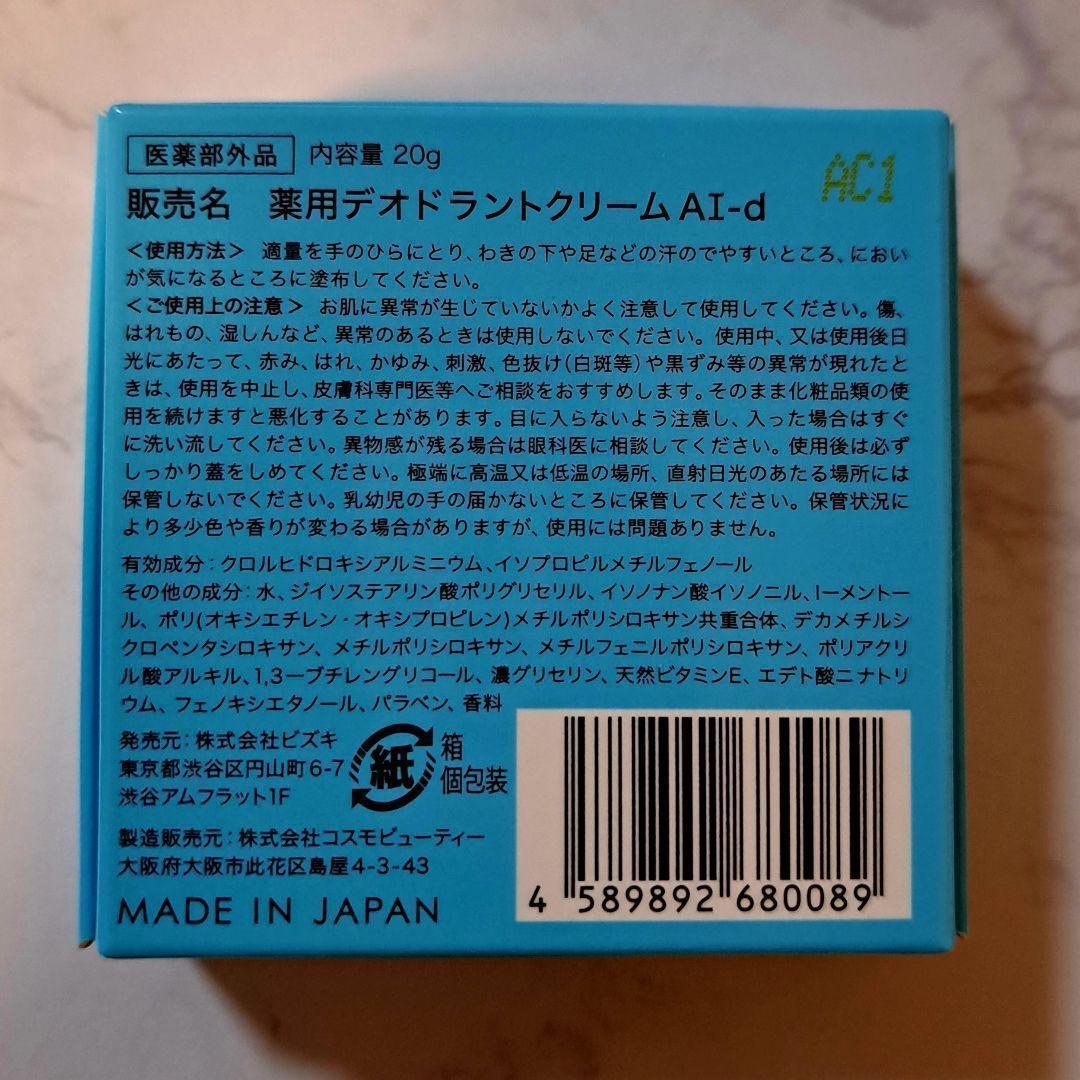 医薬部外品 内容量 20g
AC1
販売名 薬用デオドラントクリームAI-d
＜使用方法＞ 適量を手のひらにとり、わきの下や足などの汗のでやすいところ、におい
が気になるところに塗布してください。
＜ご使用上の注意＞ お肌に異常が生じていないかよく注意して使用してください。傷、
はれもの、湿しんなど、異常のあるときは使用しないでください。使用中、又は使用後日
光にあたって、赤み、はれ、かゆみ、刺激、色抜け(白斑等)や黒ずみ等の異常が現れたと
きは、使用を中止し、皮膚科専門医等へご相談をおすすめします。そのまま化粧品類の使
用を続けますと悪化することがあります。目に入らないよう注意し、入った場合はすぐ
に洗い流してください。異物感が残る場合は眼科医に相談してください。使用後は必ず
しっかり蓋をしめてください。極端に高温又は低温の場所、直射日光のあたる場所には
保管しないでください。乳幼児の手の届かないところに保管してください。保管状況に
より多少色や香りが変わる場合がありますが、使用には問題ありません。
有効成分：クロルヒドロキシアルミニウム、イソプロピルメチルフェノール
その他の成分：水、ジイソステアリン酸ポリグリセリル、イソノナン酸イソノニル、l－メントー
ル、ポリ(オキシエチレン・オキシプロピレン)メチルポリシロキサン共重合体、デカメチルシ
クロペンタシロキサン、メチルポリシロキサン、メチルフェニルポリシロキサン、ポリアクリ
ル酸アルキル、1,3－ブチレングリコール、濃グリセリン、天然ビタミンE、エデト酸ニナトリ
ウム、フェノキシエタノール、パラベン、香料
発売元：株式会社ビズキ
東京都渋谷区円山町6-7
渋谷アムフラット1F
紙
箱
個包装
製造販売元：株式会社コスモビューティー
大阪府大阪市此花区島屋4-3-43
MADE IN JAPAN
4 589892 680089